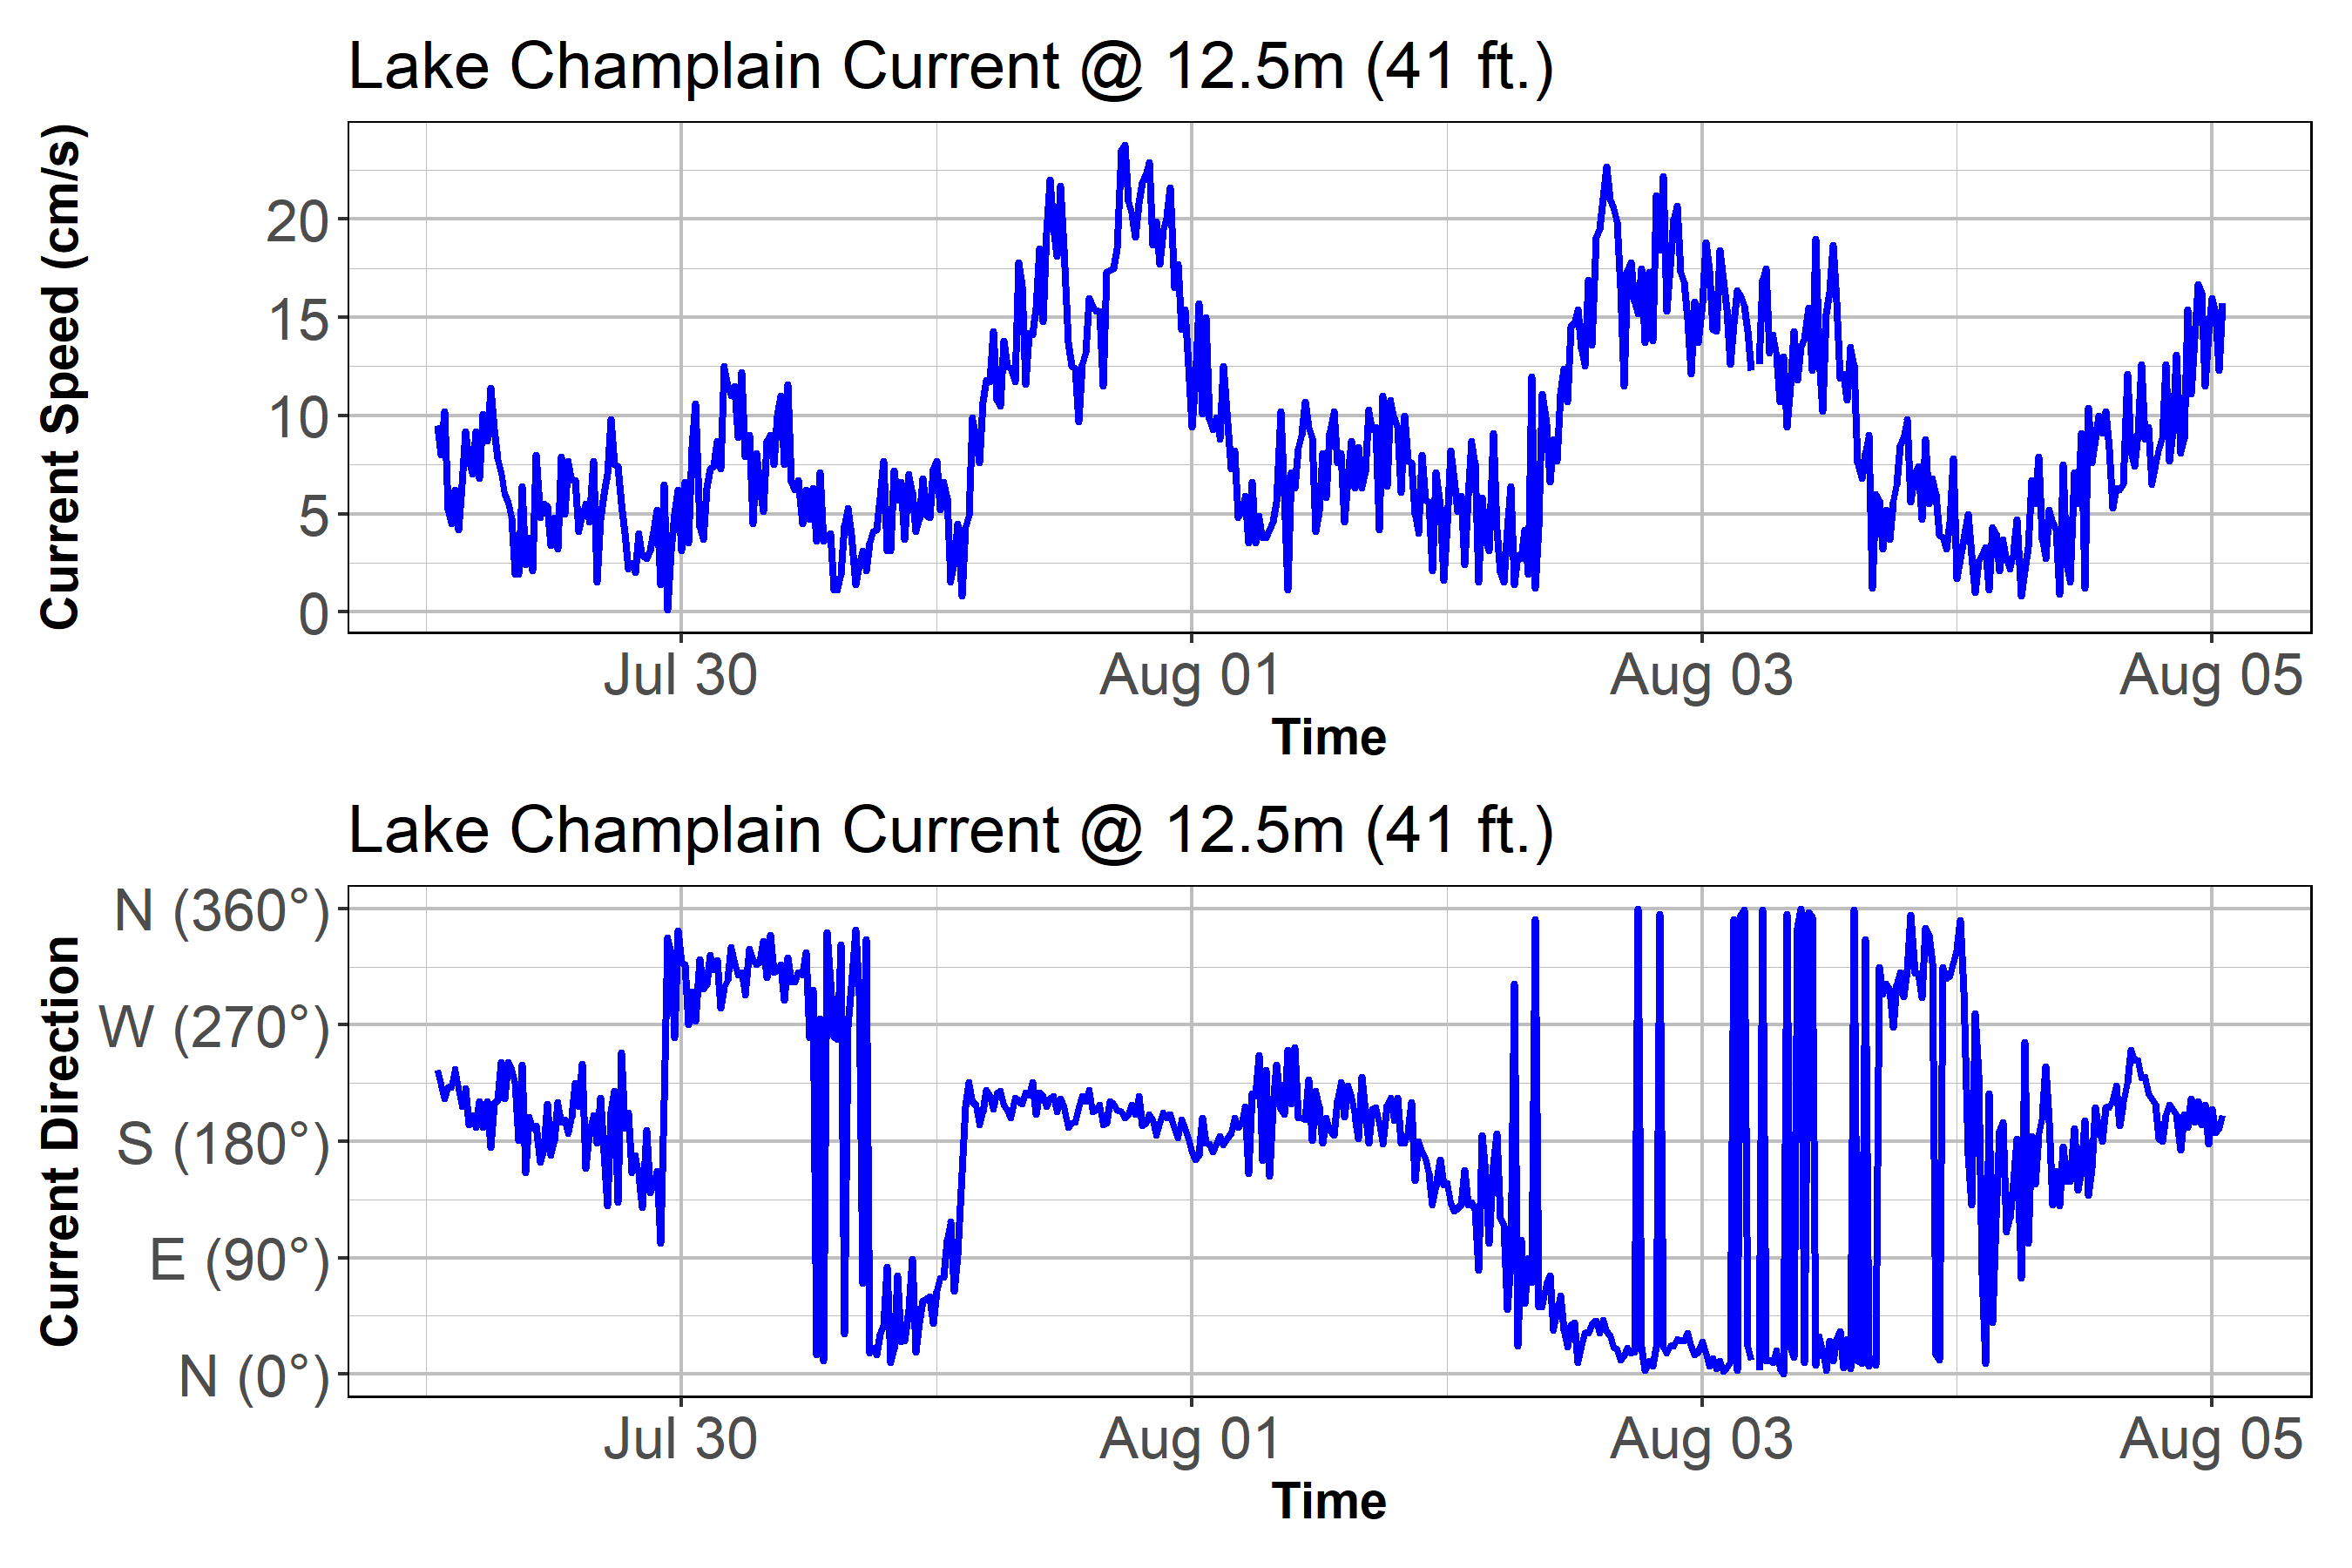 Lake Champlain Current @ 12.5m (41 ft.)
Current Speed (cm/s)
20
15
10
5
0
Jul 30 Aug 01 Aug 03 Aug 05
Time
Lake Champlain Current @ 12.5m (41 ft.)
Current Direction
N (360°)
W (270°)
S (180°)
E (90°)
N (0°)
Jul 30 Aug 01 Aug 03 Aug 05
Time